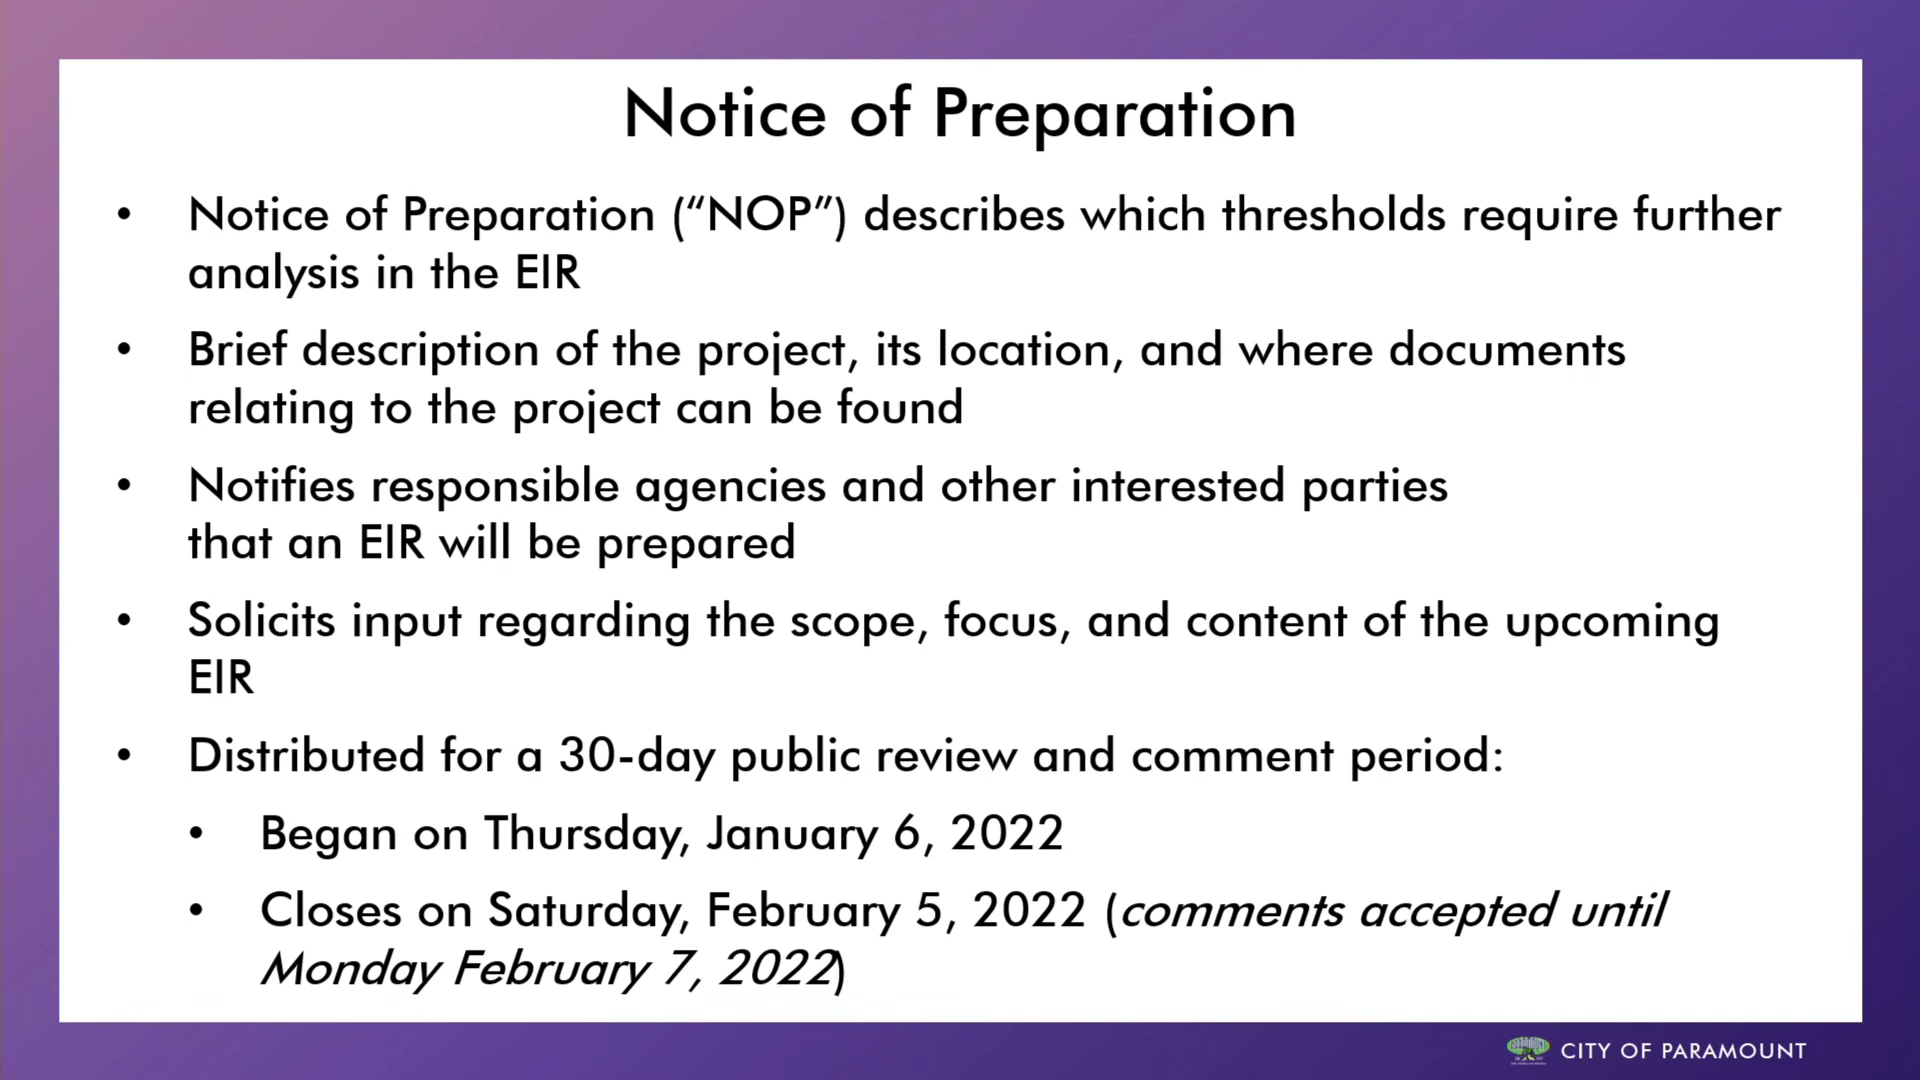 Notice of Preparation
• Notice of Preparation (“NOP”) describes which thresholds require further
analysis in the EIR
• Brief description of the project, its location, and where documents
relating to the project can be found
• Notifies responsible agencies and other interested parties
that an EIR will be prepared
• Solicits input regarding the scope, focus, and content of the upcoming
EIR
• Distributed for a 30-day public review and comment period:
• Began on Thursday, January 6, 2022
• Closes on Saturday, February 5, 2022 (comments accepted until
Monday February 7, 2022)
CITY OF PARAMOUNT